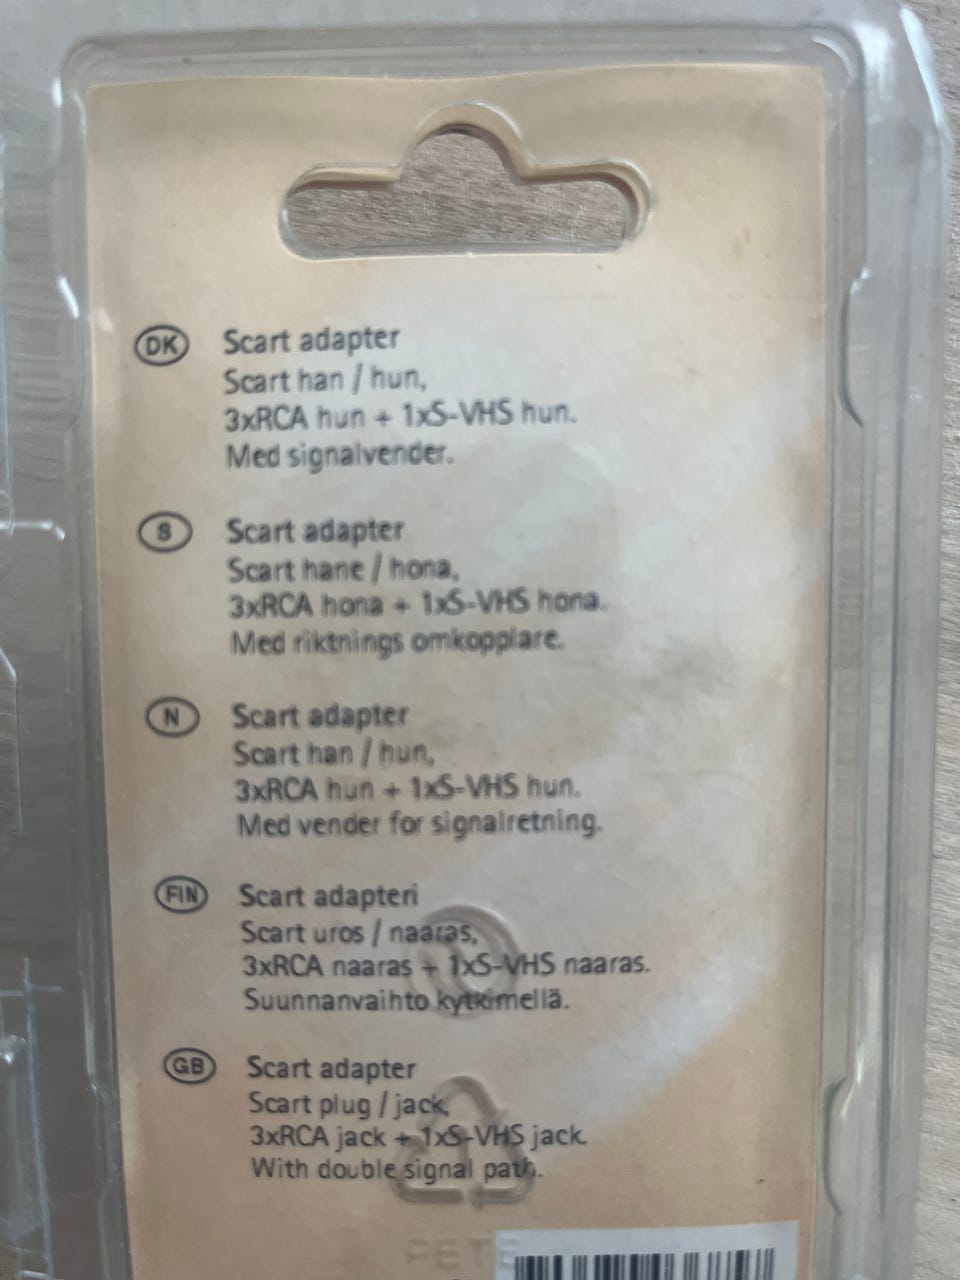 DK Scart adapter
Scart han / hun,
3xRCA hun + 1xS-VHS hun.
Med signalvender.
S Scart adapter
Scart hane / hona,
3xRCA hona + 1xS-VHS hona.
Med riktnings omkopplare.
N Scart adapter
Scart han / hun,
3xRCA hun + 1xS-VHS hun.
Med vender for signalretning.
FIN Scart adapteri
Scart uros / naaras,
3xRCA naaras + 1xS-VHS naaras.
Suunnanvaihto kytkimellä.
GB Scart adapter
Scart plug / jack,
3xRCA jack + 1xS-VHS jack.
With double signal path.
PETE